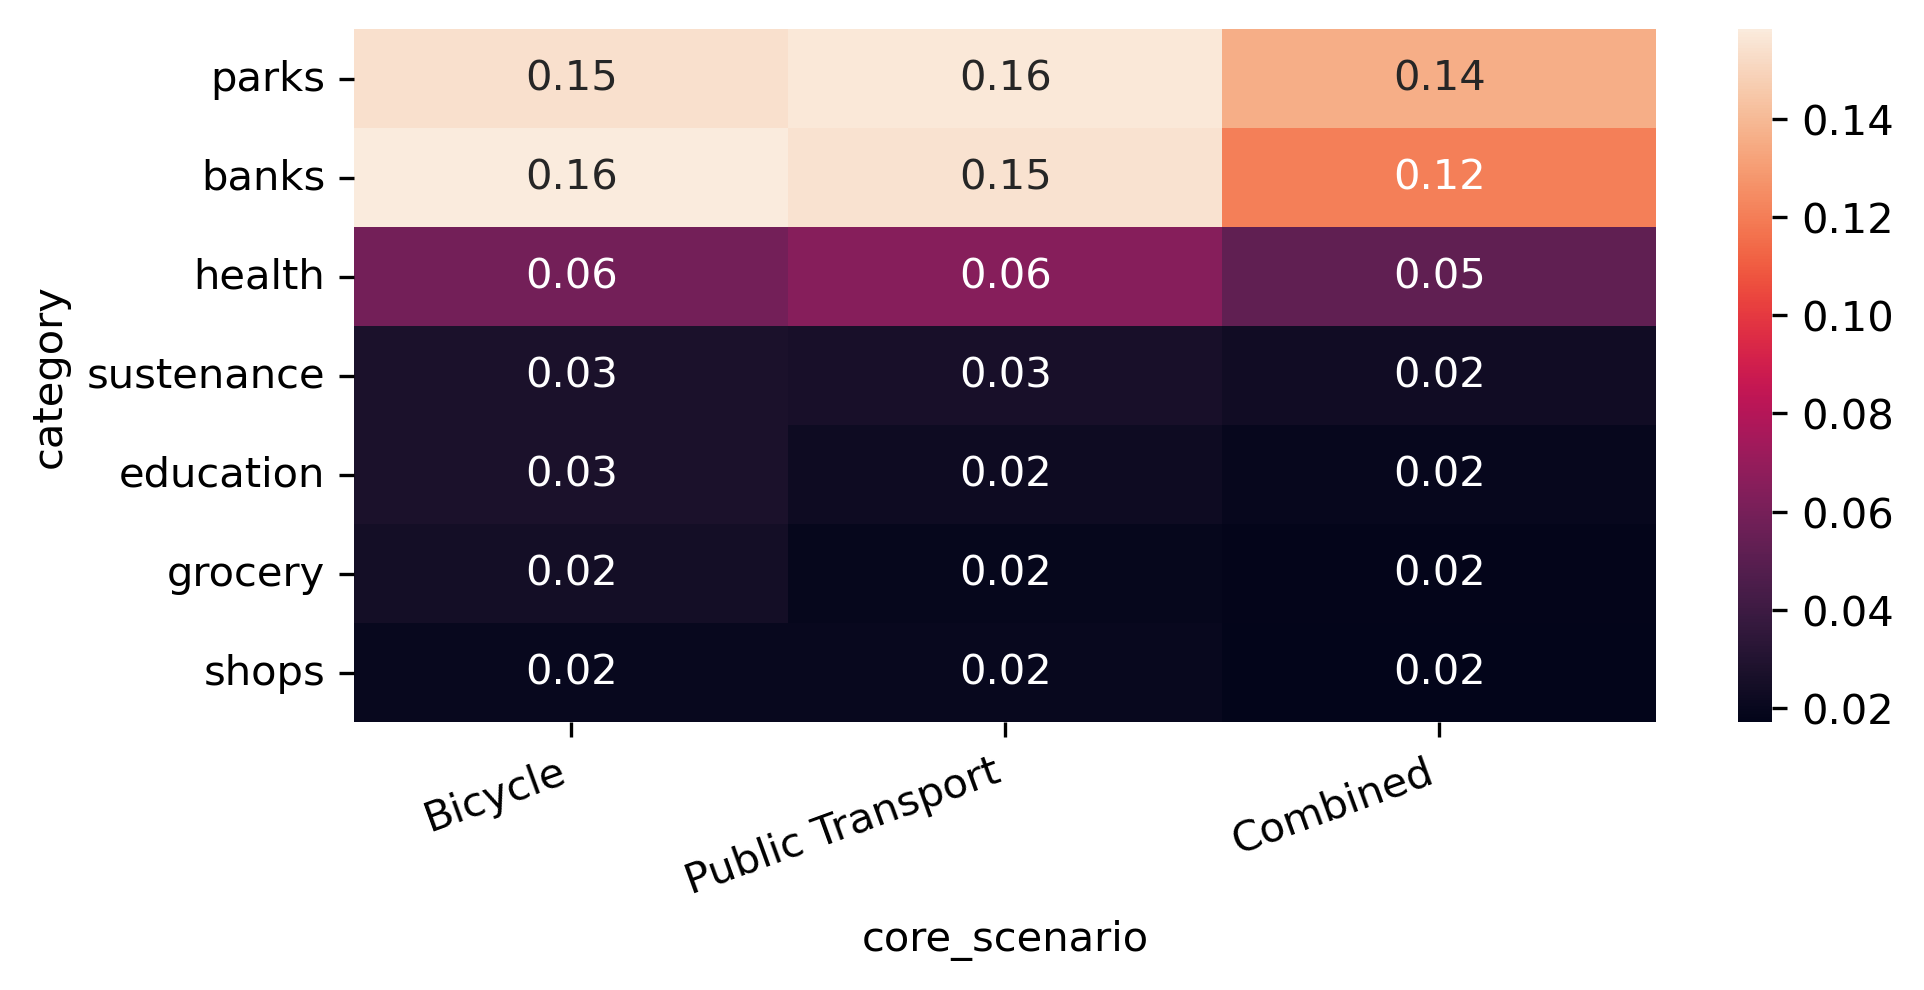 category
parks 0.15 0.16 0.14
banks 0.16 0.15 0.12
health 0.06 0.06 0.05
sustenance 0.03 0.03 0.02
education 0.03 0.02 0.02
grocery 0.02 0.02 0.02
shops 0.02 0.02 0.02
Bicycle
Public Transport
Combined
core_scenario
0.14
0.12
0.10
0.08
0.06
0.04
0.02